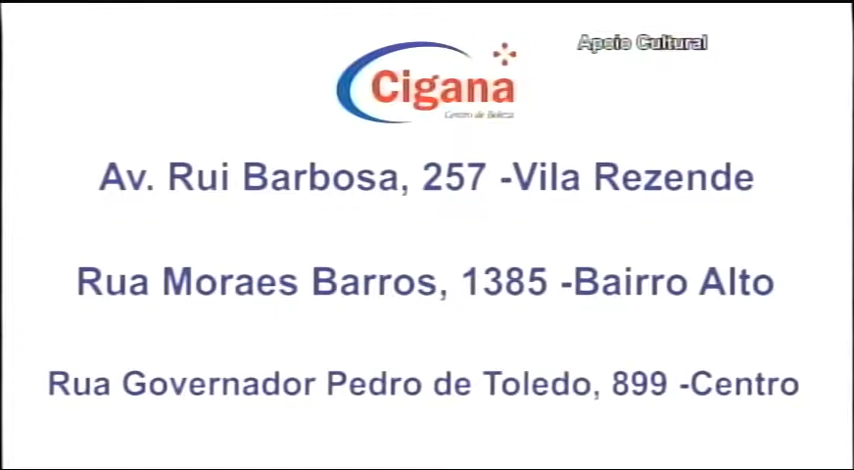 Apoio Cultural
Cigana
Centro de Beleza
Av. Rui Barbosa, 257 -Vila Rezende
Rua Moraes Barros, 1385 -Bairro Alto
Rua Governador Pedro de Toledo, 899 -Centro